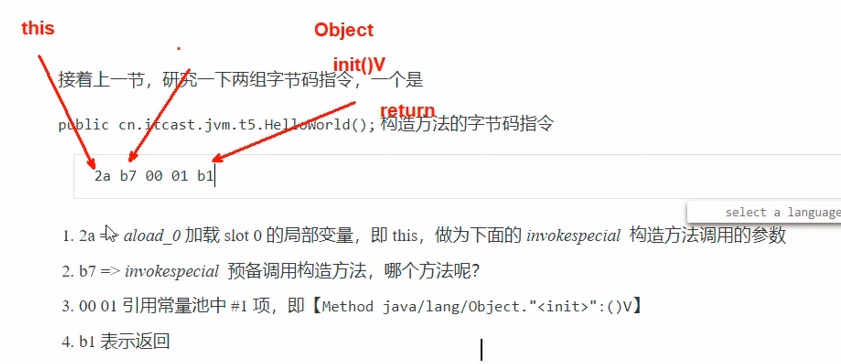 this
Object
.
init()V
接着上一节，研究一下两组字节码指令，一个是
return
public cn.itcast.jvm.t5.HelloWorld(); 构造方法的字节码指令
2a b7 00 01 b1
select a language
1. 2a => aload_0 加载 slot 0 的局部变量，即 this，做为下面的 invokespecial 构造方法调用的参数
2. b7 => invokespecial 预备调用构造方法，哪个方法呢？
3. 00 01 引用常量池中 #1 项，即【Method java/lang/Object."<init>":()V】
4. b1 表示返回